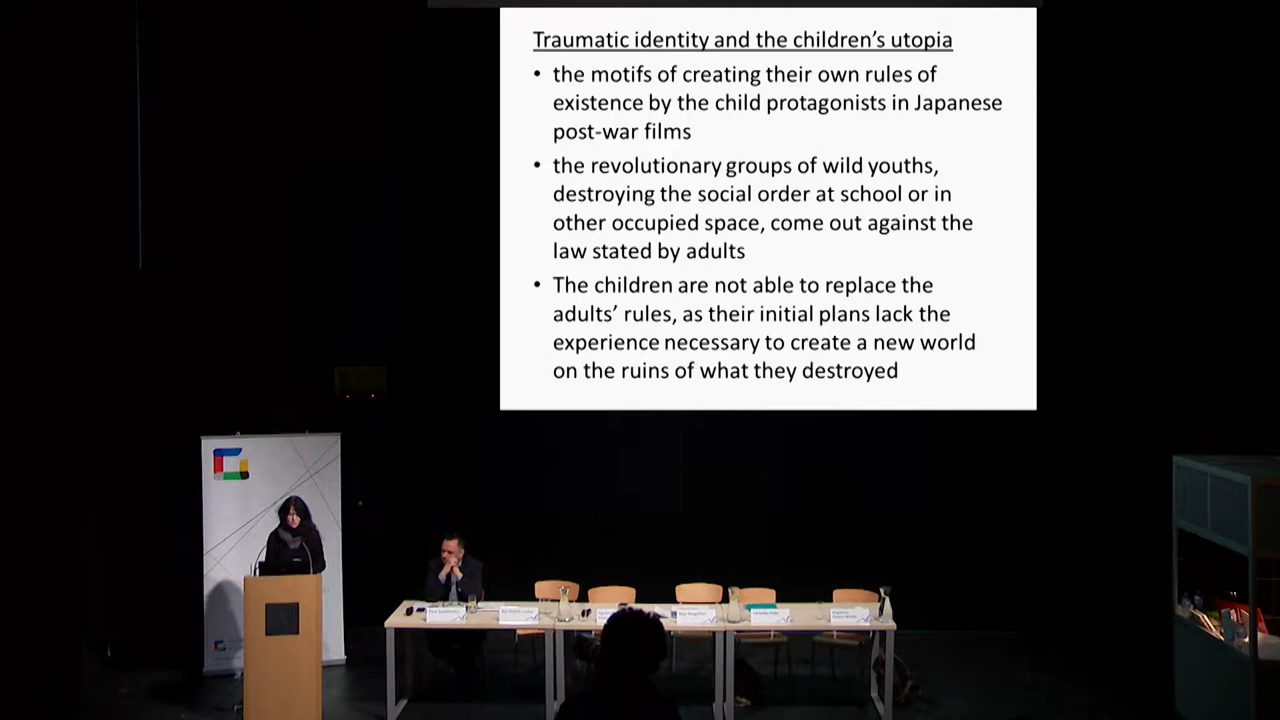 Traumatic identity and the children's utopia
• the motifs of creating their own rules of
existence by the child protagonists in Japanese
post-war films
• the revolutionary groups of wild youths,
destroying the social order at school or in
other occupied space, come out against the
law stated by adults
• The children are not able to replace the
adults' rules, as their initial plans lack the
experience necessary to create a new world
on the ruins of what they destroyed